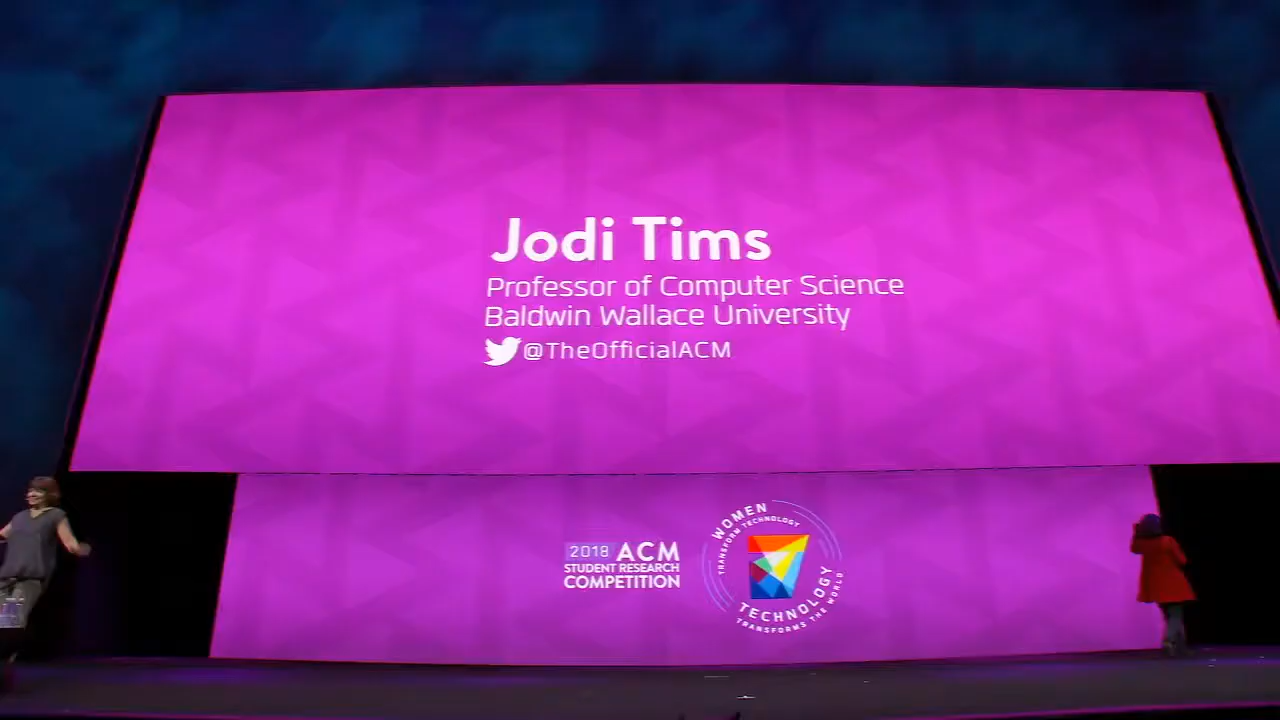 Jodi Tims
Professor of Computer Science
Baldwin Wallace University
@TheOfficialACM
2018 ACM
STUDENT RESEARCH
COMPETITION
WOMEN
TRANSFORM TECHNOLOGY
TECHNOLOGY
TRANSFORMS THE WORLD